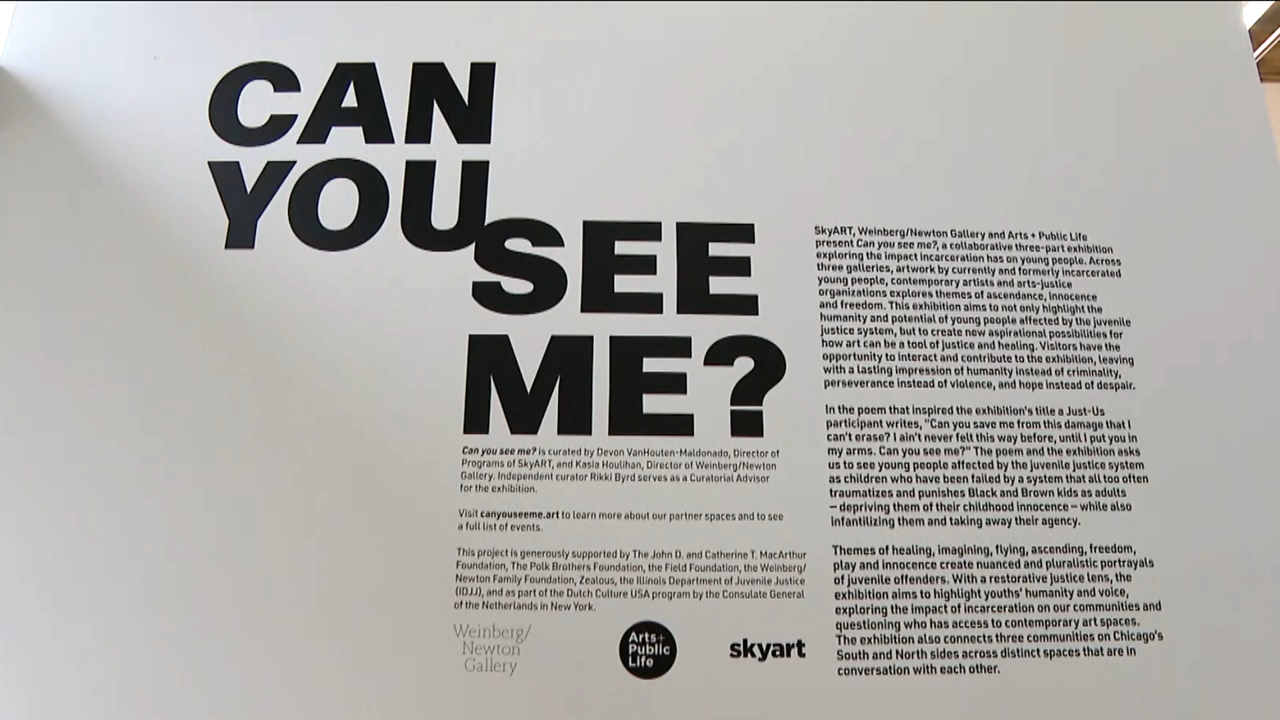 CAN
YOU
SEE
ME?
Can you see me? is curated by Devon VanHouten-Maldonado, Director of
Programs of SkyART, and Kasia Houlihan, Director of Weinberg/Newton
Gallery. Independent curator Rikki Byrd serves as a Curatorial Advisor
for the exhibition.
Visit canyouseeme.art to learn more about our partner spaces and to see
a full list of events.
This project is generously supported by The John D. and Catherine T. MacArthur
Foundation, The Polk Brothers Foundation, the Field Foundation, the Weinberg/
Newton Family Foundation, Zealous, the Illinois Department of Juvenile Justice
(IDJJ), and as part of the Dutch Culture USA program by the Consulate General
of the Netherlands in New York.
Weinberg/
Newton
Gallery
Arts+
Public
Life
skyart
SkyART, Weinberg/Newton Gallery and Arts + Public Life
present Can you see me?, a collaborative three-part exhibition
exploring the impact incarceration has on young people. Across
three galleries, artwork by currently and formerly incarcerated
young people, contemporary artists and arts-justice
organizations explores themes of ascendance, innocence
and freedom. This exhibition aims to not only highlight the
humanity and potential of young people affected by the juvenile
justice system, but to create new aspirational possibilities for
how art can be a tool of justice and healing. Visitors have the
opportunity to interact and contribute to the exhibition, leaving
with a lasting impression of humanity instead of criminality,
perseverance instead of violence, and hope instead of despair.
In the poem that inspired the exhibition's title a Just-Us
participant writes, "Can you save me from this damage that I
can't erase? I ain't never felt this way before, until I put you in
my arms. Can you see me?" The poem and the exhibition asks
us to see young people affected by the juvenile justice system
as children who have been failed by a system that all too often
traumatizes and punishes Black and Brown kids as adults
— depriving them of their childhood innocence — while also
infantilizing them and taking away their agency.
Themes of healing, imagining, flying, ascending, freedom,
play and innocence create nuanced and pluralistic portrayals
of juvenile offenders. With a restorative justice lens, the
exhibition aims to highlight youths' humanity and voice,
exploring the impact of incarceration on our communities and
questioning who has access to contemporary art spaces.
The exhibition also connects three communities on Chicago's
South and North sides across distinct spaces that are in
conversation with each other.